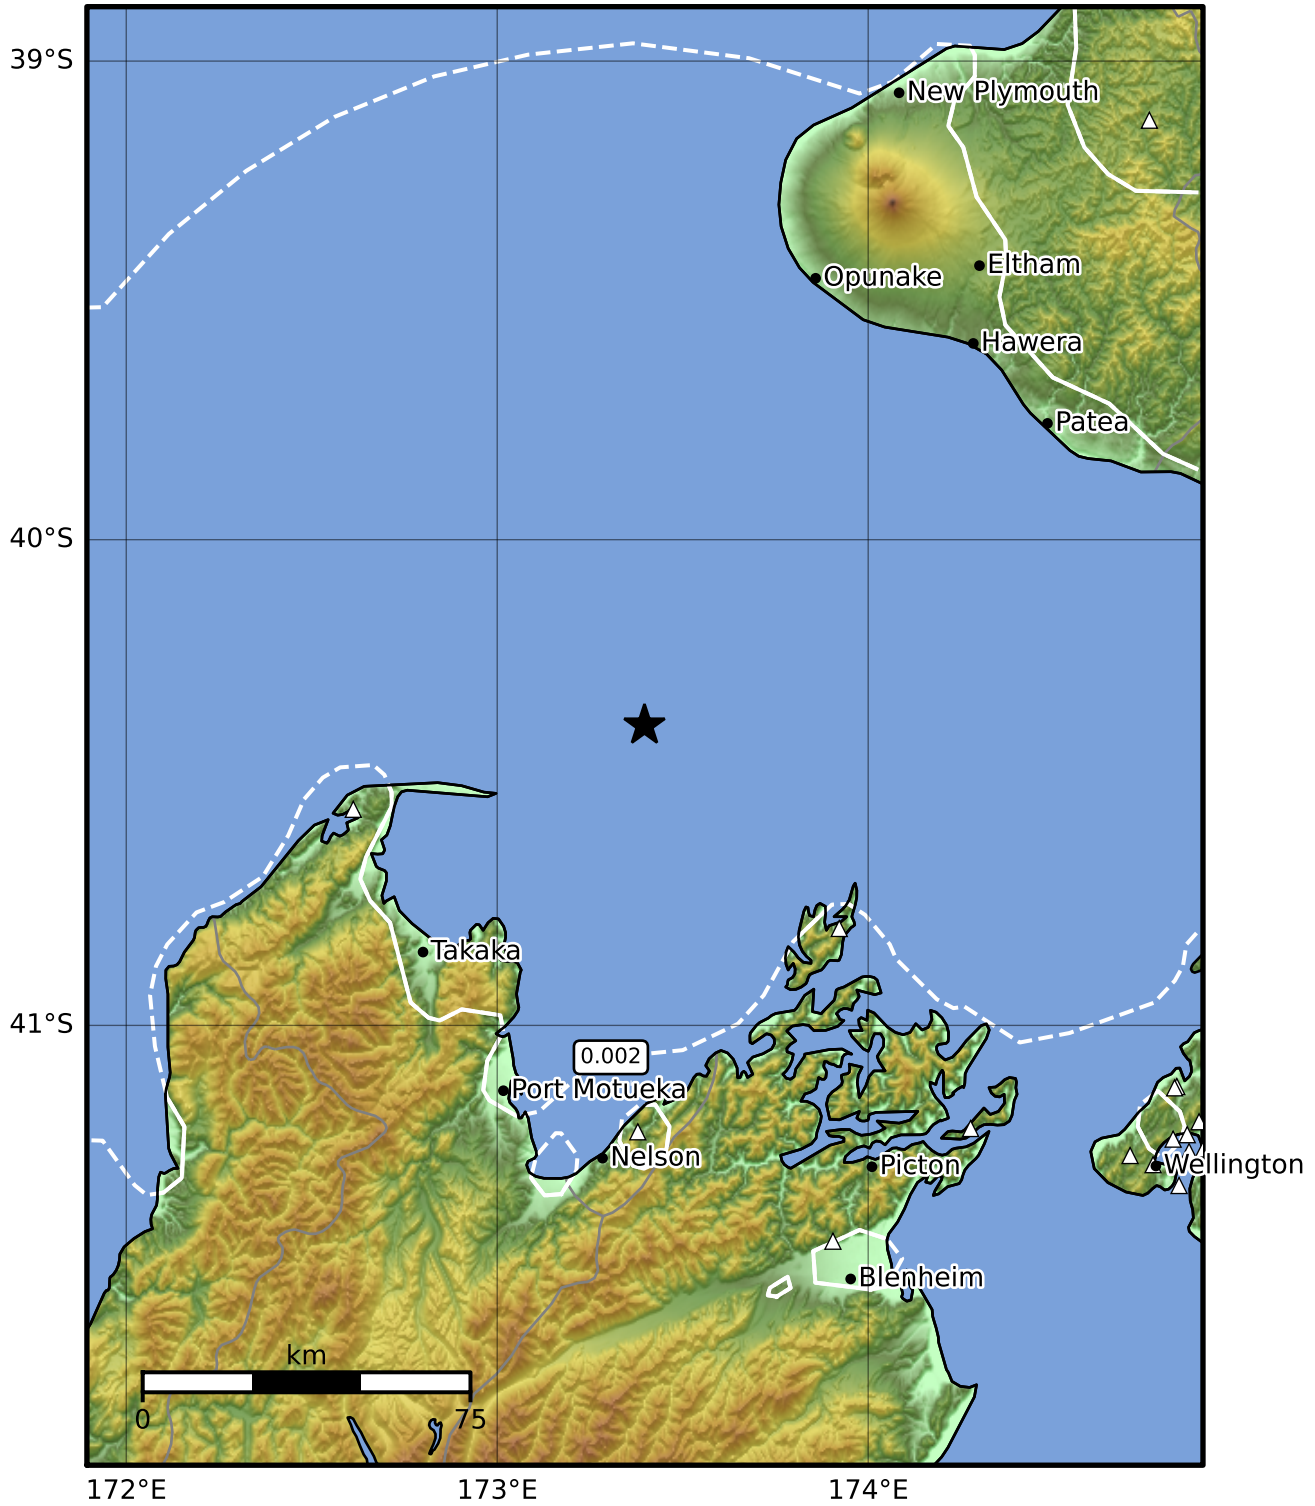 39°S
New Plymouth
Eltham
Opunake
Hawera
Patea
40°S
Takaka
41°S
0.002
Port Motueka
Nelson
Picton
Wellington
Blenheim
km
0 75
172°E 173°E 174°E